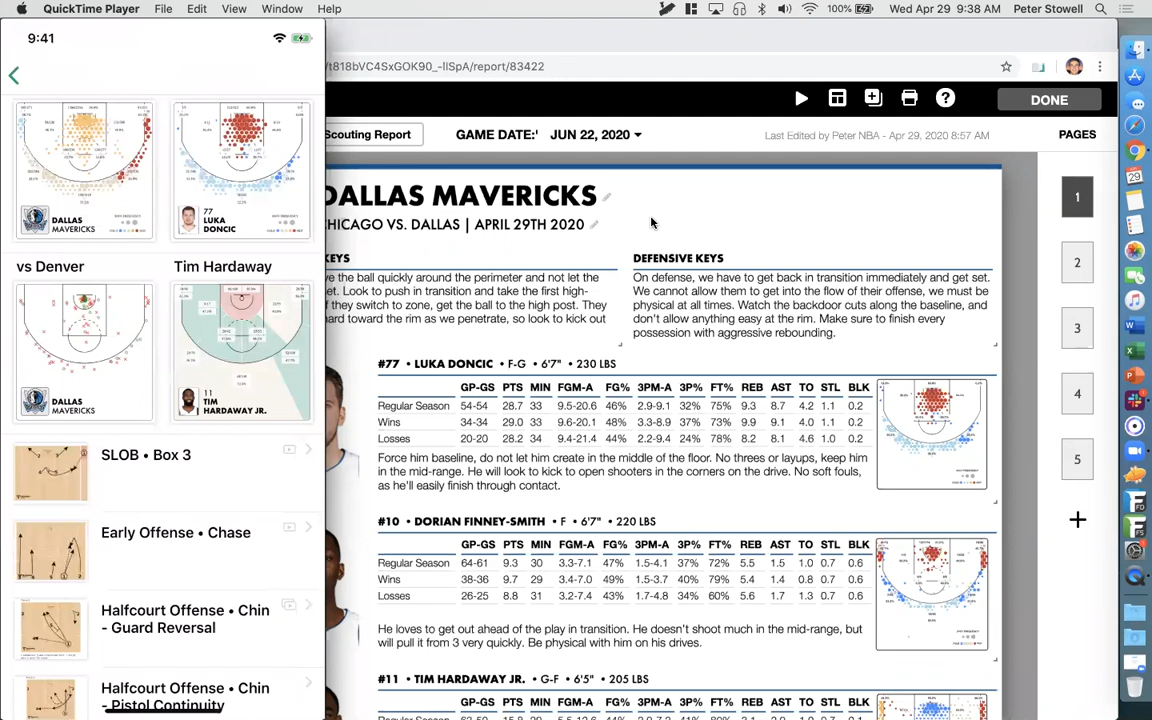 QuickTime Player File Edit View Window Help 100% Wed Apr 29 9:38 AM Peter Stowell
9:41
DALLAS
MAVERICKS
77
LUKA
DONCIC
vs Denver
Tim Hardaway
DALLAS
MAVERICKS
11
TIM
HARDAWAY JR.
SLOB • Box 3
Early Offense • Chase
Halfcourt Offense • Chin
- Guard Reversal
Halfcourt Offense • Chin
- Pistol Continuity
/t818bVC4SxGOK90_-lISpA/report/83422
DONE
Scouting Report
GAME DATE:' JUN 22, 2020
Last Edited by Peter NBA - Apr 29, 2020 8:57 AM
PAGES
1
2
3
4
5
+
DALLAS MAVERICKS
CHICAGO VS. DALLAS | APRIL 29TH 2020
KEYS
ve the ball quickly around the perimeter and not let the
et. Look to push in transition and take the first high-
f they switch to zone, get the ball to the high post. They
ard toward the rim as we penetrate, so look to kick out
DEFENSIVE KEYS
On defense, we have to get back in transition immediately and get set.
We cannot allow them to get into the flow of their offense, we must be
physical at all times. Watch the backdoor cuts along the baseline, and
don't allow anything easy at the rim. Make sure to finish every
possession with aggressive rebounding.
#77 • LUKA DONCIC • F-G • 6'7" • 230 LBS
GP-GS PTS MIN FGM-A FG% 3PM-A 3P% FT% REB AST TO STL BLK
Regular Season 54-54 28.7 33 9.5-20.6 46% 2.9-9.1 32% 75% 9.3 8.7 4.2 1.1 0.2
Wins 34-34 29.0 33 9.6-20.1 48% 3.3-8.9 37% 73% 9.9 9.1 4.0 1.1 0.2
Losses 20-20 28.2 34 9.4-21.4 44% 2.2-9.4 24% 78% 8.2 8.1 4.6 1.0 0.2
Force him baseline, do not let him create in the middle of the floor. No threes or layups, keep him
in the mid-range. He will look to kick to open shooters in the corners on the drive. No soft fouls,
as he'll easily finish through contact.
#10 • DORIAN FINNEY-SMITH • F • 6'7" • 220 LBS
GP-GS PTS MIN FGM-A FG% 3PM-A 3P% FT% REB AST TO STL BLK
Regular Season 64-61 9.3 30 3.3-7.1 47% 1.5-4.1 37% 72% 5.5 1.5 1.0 0.7 0.6
Wins 38-36 9.7 29 3.4-7.0 49% 1.5-3.7 40% 79% 5.4 1.4 0.8 0.7 0.6
Losses 26-25 8.8 31 3.2-7.4 43% 1.7-4.8 34% 60% 5.6 1.7 1.3 0.7 0.6
He loves to get out ahead of the play in transition. He doesn't shoot much in the mid-range, but
will pull it from 3 very quickly. Be physical with him on his drives.
#11 • TIM HARDAWAY JR. • G-F • 6'5" • 205 LBS
GP-GS PTS MIN FGM-A FG% 3PM-A 3P% FT% REB AST TO STL BLK